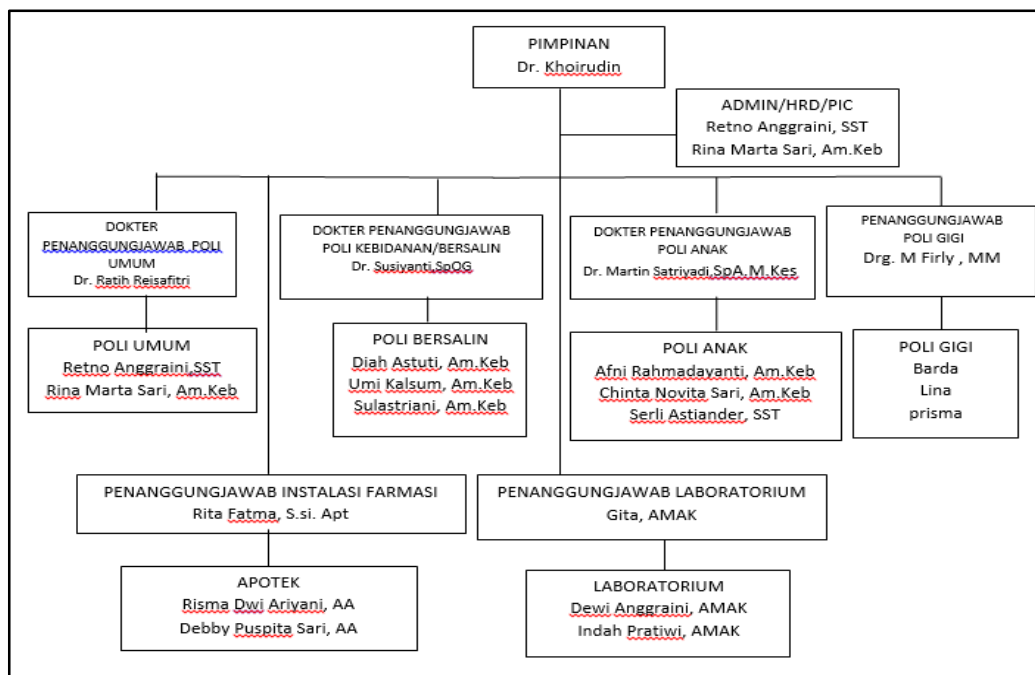 PIMPINAN
Dr. Khoirudin
ADMIN/HRD/PIC
Retno Anggraini, SST
Rina Marta Sari, Am.Keb
DOKTER
PENANGGUNGJAWAB POLI
UMUM
Dr. Ratih Reisafitri
DOKTER PENANGGUNGJAWAB
POLI KEBIDANAN/BERSALIN
Dr. Susiyanti,SpOG
DOKTER PENANGGUNGJAWAB
POLI ANAK
Dr. Martin Satriyadi,SpA,M.Kes
PENANGGUNGJAWAB
POLI GIGI
Drg. M Firly , MM
POLI UMUM
Retno Anggraini,SST
Rina Marta Sari, Am.Keb
POLI BERSALIN
Diah Astuti, Am.Keb
Umi Kalsum, Am.Keb
Sulastriani, Am.Keb
POLI ANAK
Afni Rahmadayanti, Am.Keb
Chinta Novita Sari, Am.Keb
Serli Astiander, SST
POLI GIGI
Barda
Lina
prisma
PENANGGUNGJAWAB INSTALASI FARMASI
Rita Fatma, S.si. Apt
PENANGGUNGJAWAB LABORATORIUM
Gita, AMAK
APOTEK
Risma Dwi Ariyani, AA
Debby Puspita Sari, AA
LABORATORIUM
Dewi Anggraini, AMAK
Indah Pratiwi, AMAK